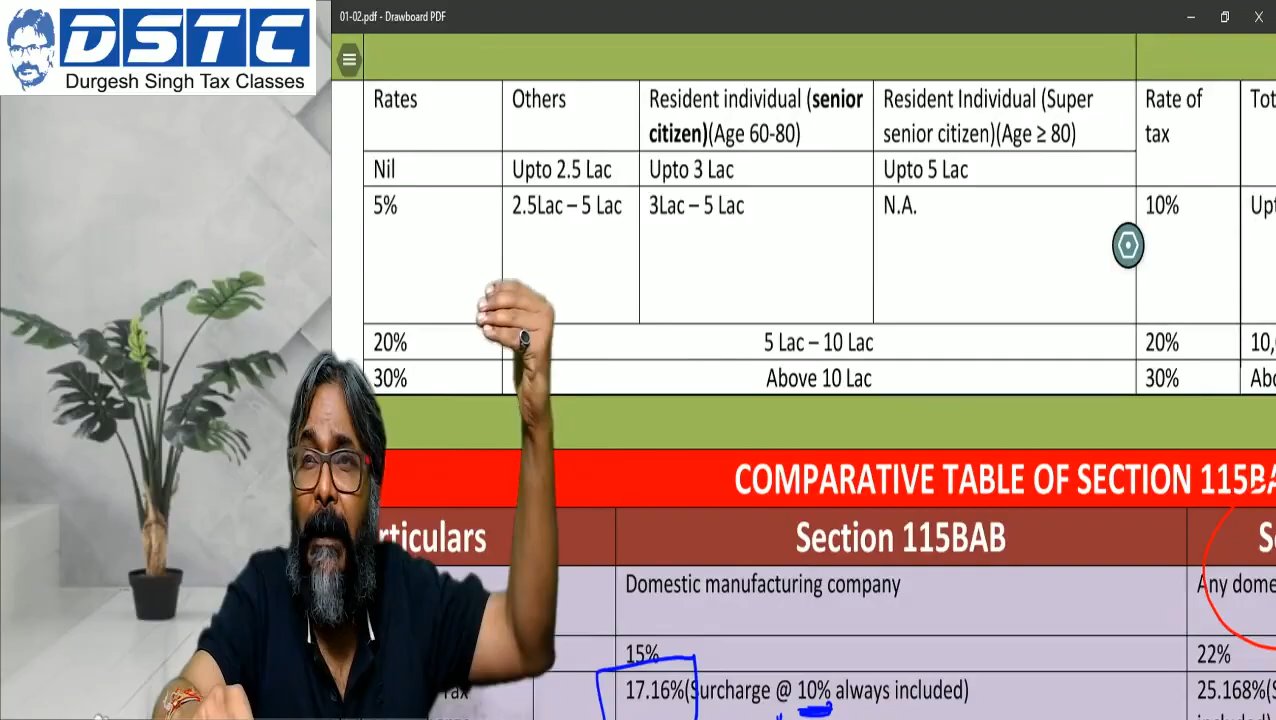 DSTC
Durgesh Singh Tax Classes
01-02.pdf - Drawboard PDF
Rates
Others
Resident individual (senior
citizen)(Age 60-80)
Resident Individual (Super
senior citizen)(Age ≥ 80)
Rate of
tax
Nil
Upto 2.5 Lac
Upto 3 Lac
Upto 5 Lac
5%
2.5Lac – 5 Lac
3Lac – 5 Lac
N.A.
10%
20%
5 Lac – 10 Lac
20%
10,
30%
Above 10 Lac
30%
COMPARATIVE TABLE OF SECTION 115BA
rticulars
Section 115BAB
Domestic manufacturing company
Any dome
15%
22%
17.16%(Surcharge @ 10% always included)
25.168%(S